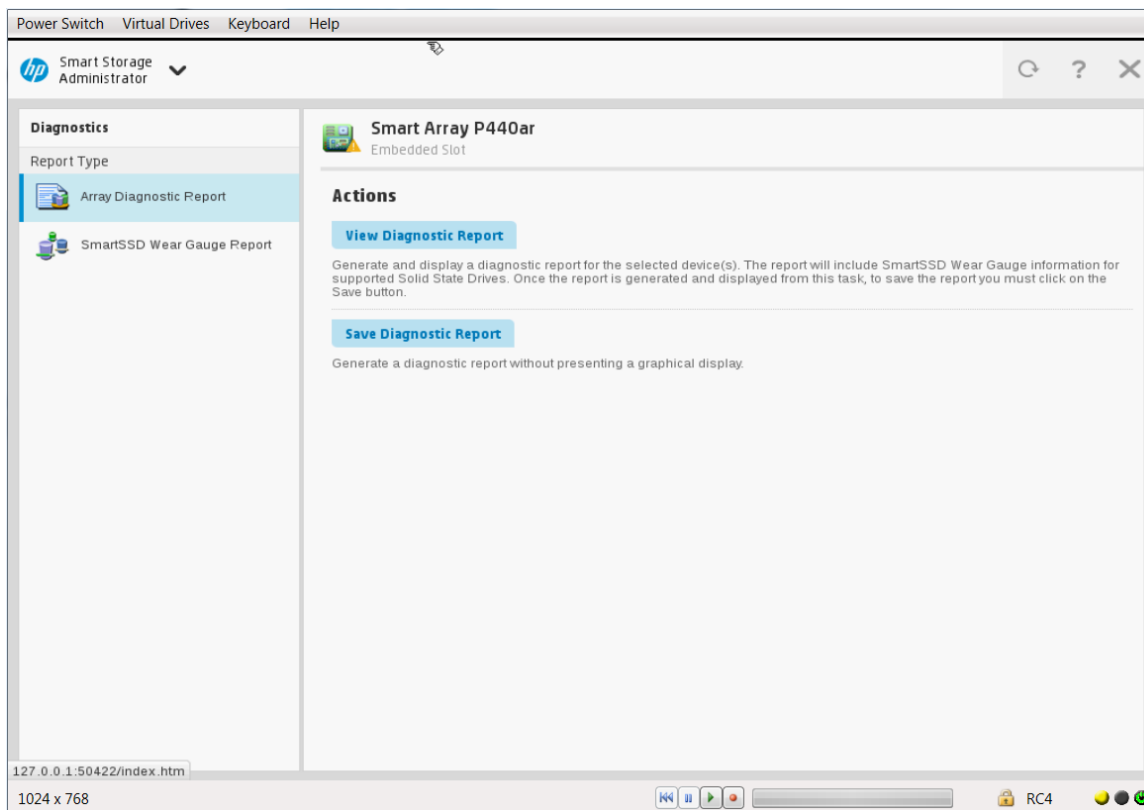 Power Switch Virtual Drives Keyboard Help
hp
Smart Storage
Administrator
?
Diagnostics
Report Type
Array Diagnostic Report
SmartSSD Wear Gauge Report
Smart Array P440ar
Embedded Slot
Actions
View Diagnostic Report
Generate and display a diagnostic report for the selected device(s). The report will include SmartSSD Wear Gauge information for
supported Solid State Drives. Once the report is generated and displayed from this task, to save the report you must click on the
Save button.
Save Diagnostic Report
Generate a diagnostic report without presenting a graphical display.
127.0.0.1:50422/index.htm
1024 x 768
RC4